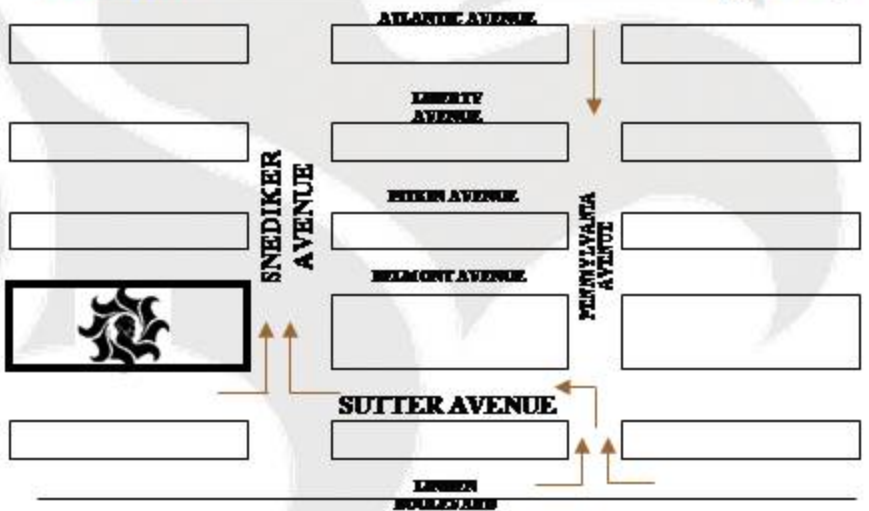 ATLANTIC AVENUE
LIBERTY
AVENUE
SNEDIKER
AVENUE
PITKIN AVENUE
PENNSYLVANIA
AVENUE
BELMONT AVENUE
SUTTER AVENUE
LINDEN
BOULEVARD